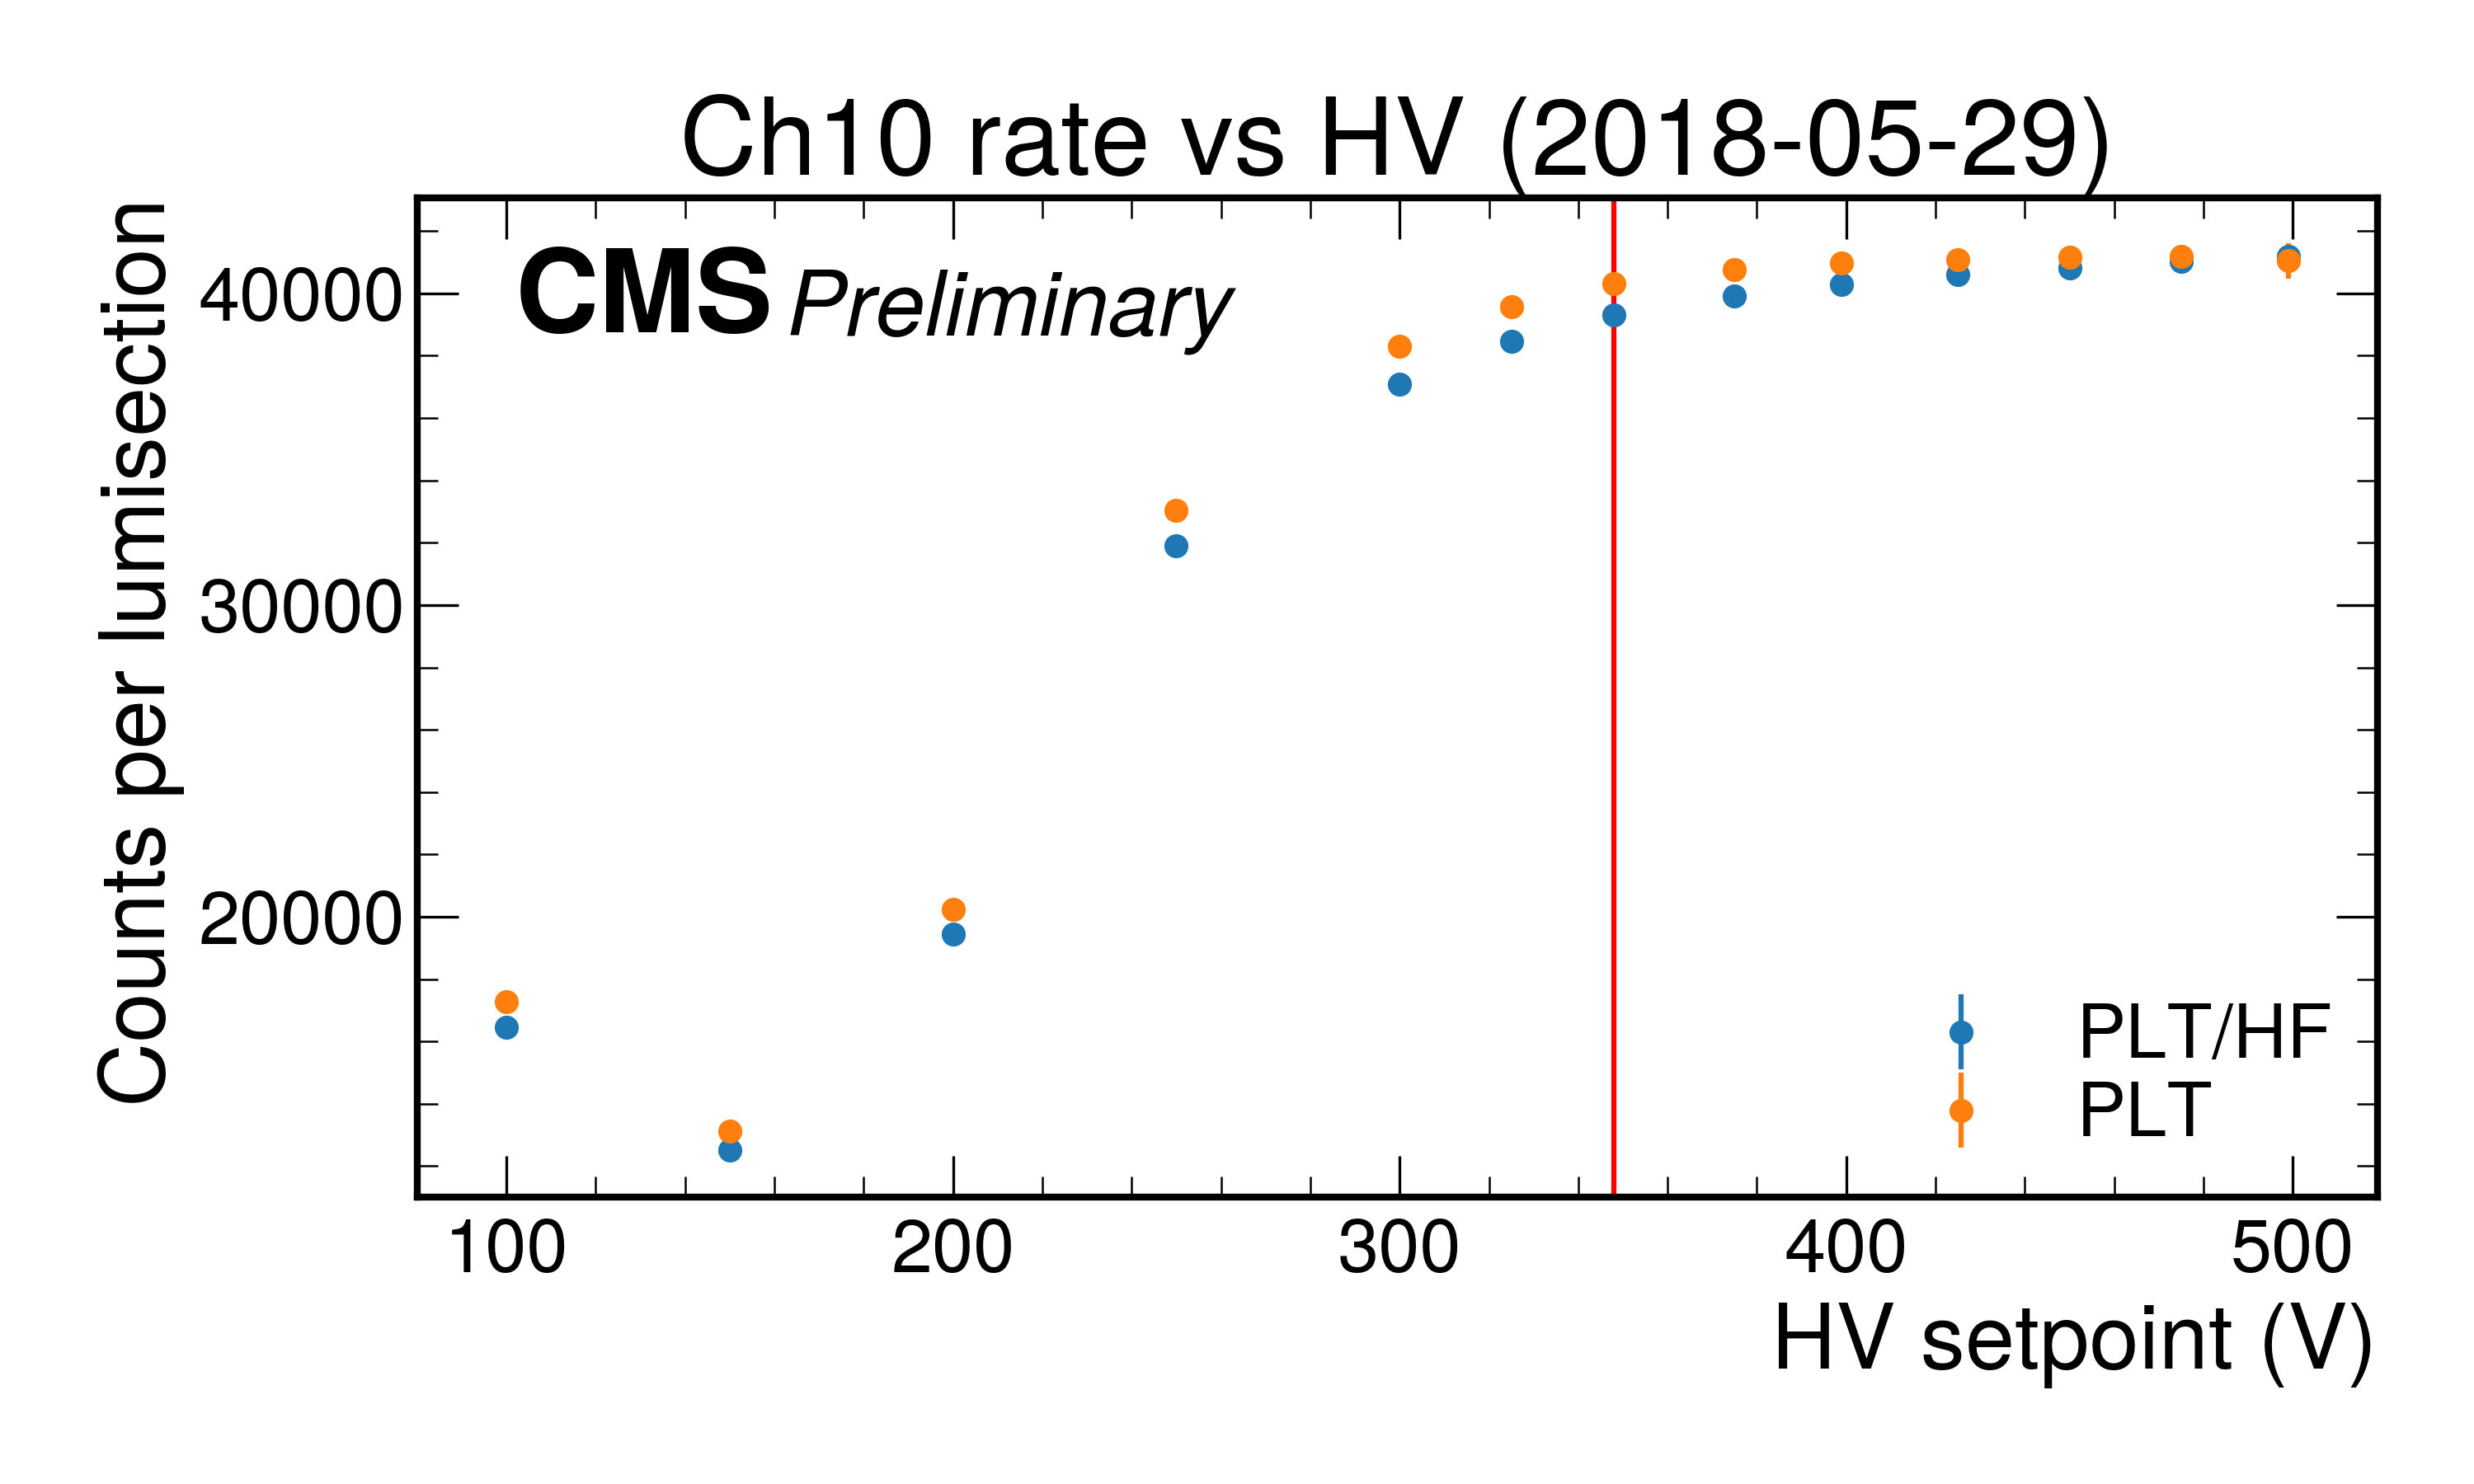 Ch10 rate vs HV (2018-05-29)
CMS Preliminary
Counts per lumisection
40000
30000
20000
PLT/HF
PLT
100 200 300 400 500
HV setpoint (V)